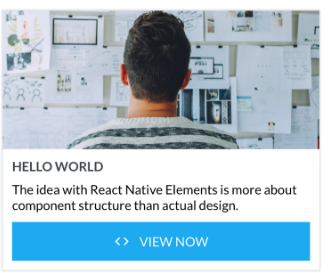 HELLO WORLD
The idea with React Native Elements is more about
component structure than actual design.
<> VIEW NOW